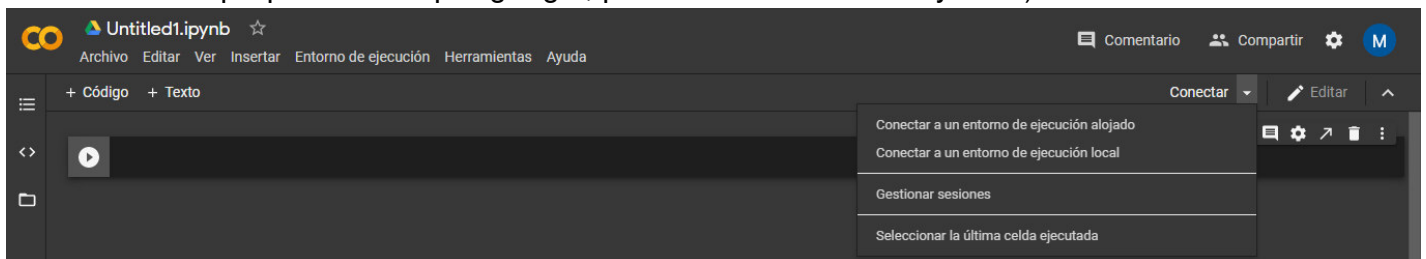 Untitled1.ipynb
Comentario Compartir M
Archivo Editar Ver Insertar Entorno de ejecución Herramientas Ayuda
+ Código + Texto Conectar Editar
Conectar a un entorno de ejecución alojado
Conectar a un entorno de ejecución local
Gestionar sesiones
Seleccionar la última celda ejecutada